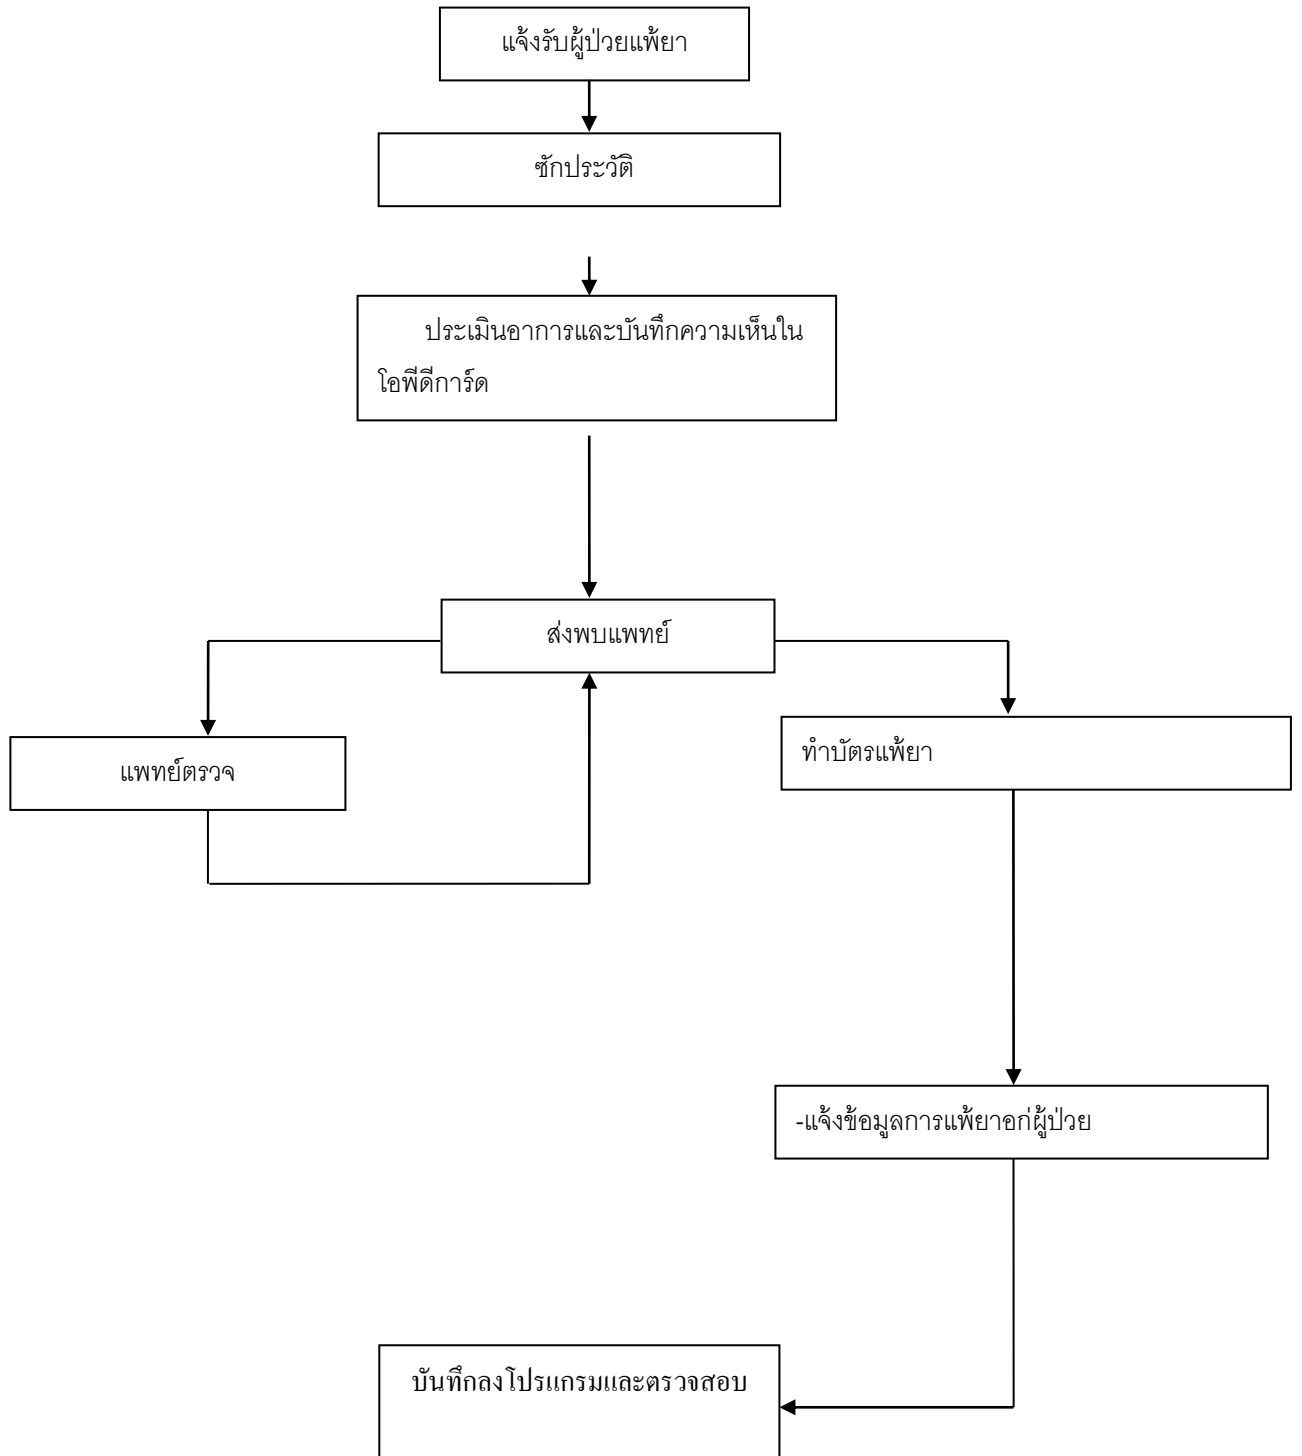 แจ้งรับผู้ป่วยแพ้ยา
ซักประวัติ
ประเมินอาการและบันทึกความเห็นใน
โอพีดีการ์ด
ส่งพบแพทย์
แพทย์ตรวจ
ทำบัตรแพ้ยา
-แจ้งข้อมูลการแพ้ยาอก่ผู้ป่วย
บันทึกลงโปรแกรมและตรวจสอบ